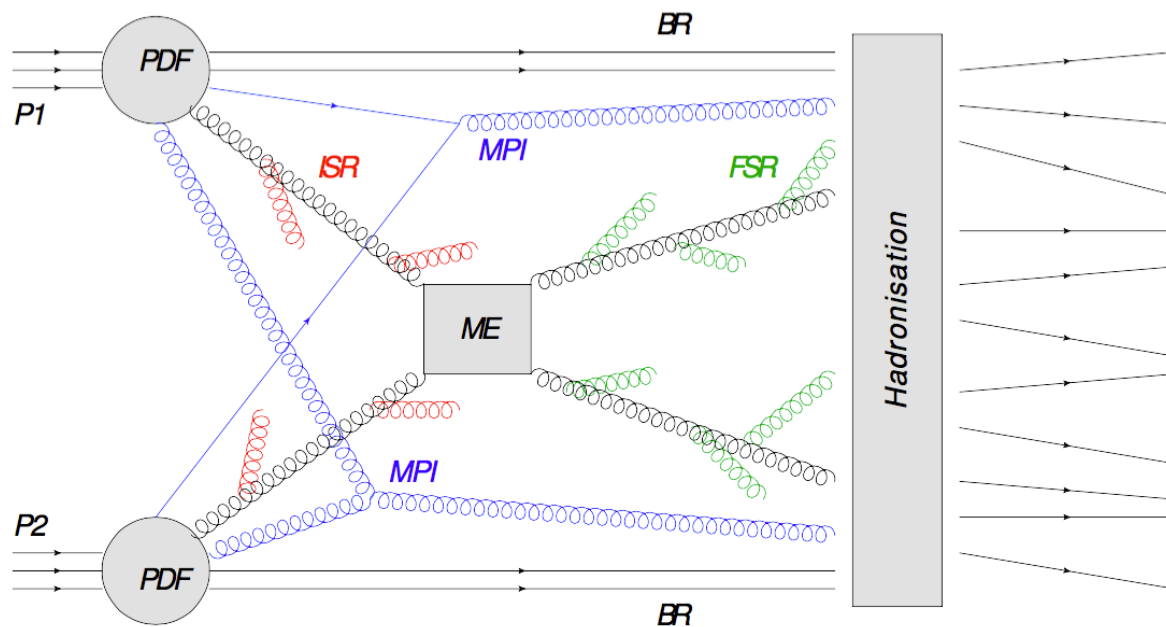 BR
PDF
P1
ISR
MPI
FSR
ME
Hadronisation
MPI
P2
PDF
BR